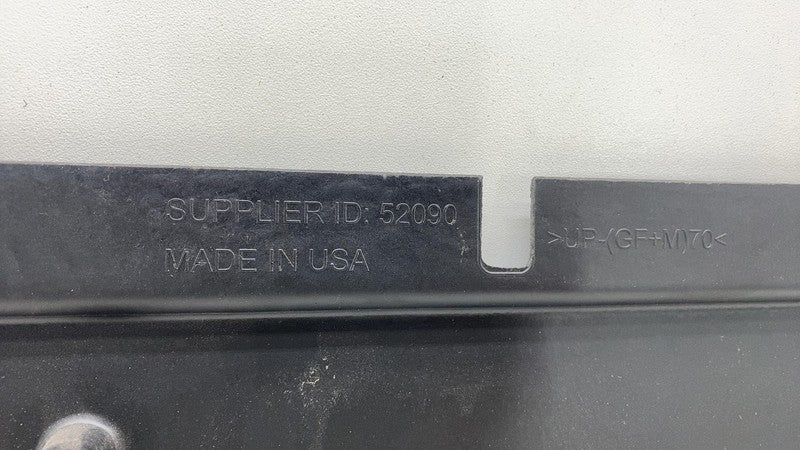 SUPPLIER ID: 52090
MADE IN USA
>UP-(GF+M)70<